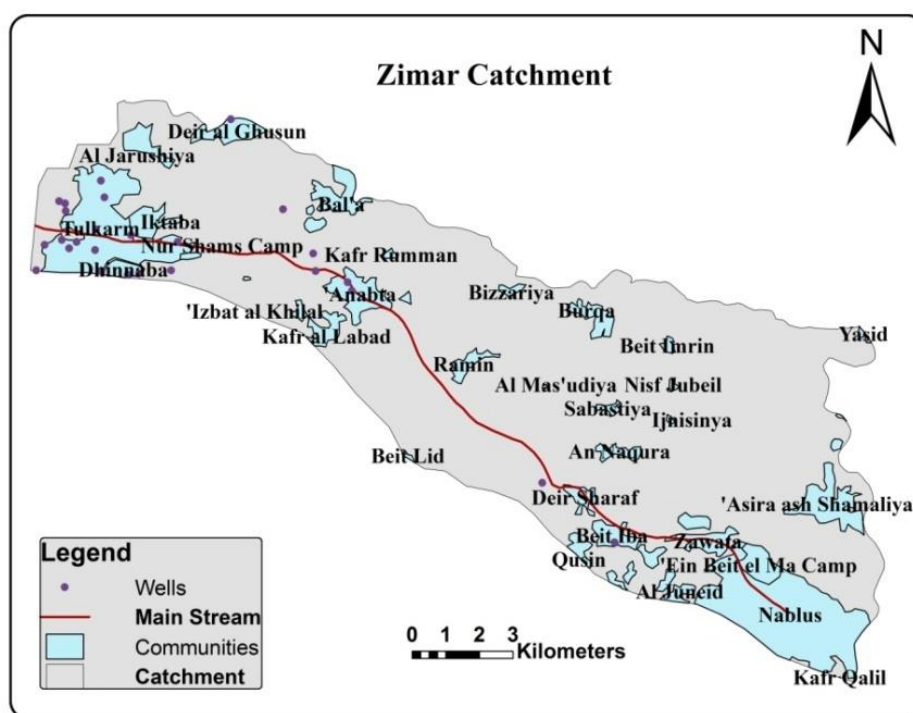 N
Zimar Catchment
Deir al Ghusun
Al Jarushiya
Bal'a
Iktaba
Tulkarm
Nur Shams Camp
Kafr Rumman
Dhinnaba
'Anabta
Bizzariya
'Izbat al Khilal
Burqa
Kafr al Labad
Yasid
Beit Imrin
Ramin
Al Mas'udiya
Nisf Jubeil
Sabastiya
Ijnisinya
An Naqura
Beit Lid
Deir Sharaf
'Asira ash Shamaliya
Beit Iba
Zawata
Qusin
'Ein Beit el Ma Camp
Al Juneid
Nablus
Kafr Qalil
Legend
Wells
Main Stream
Communities
Catchment
0 1 2 3
Kilometers